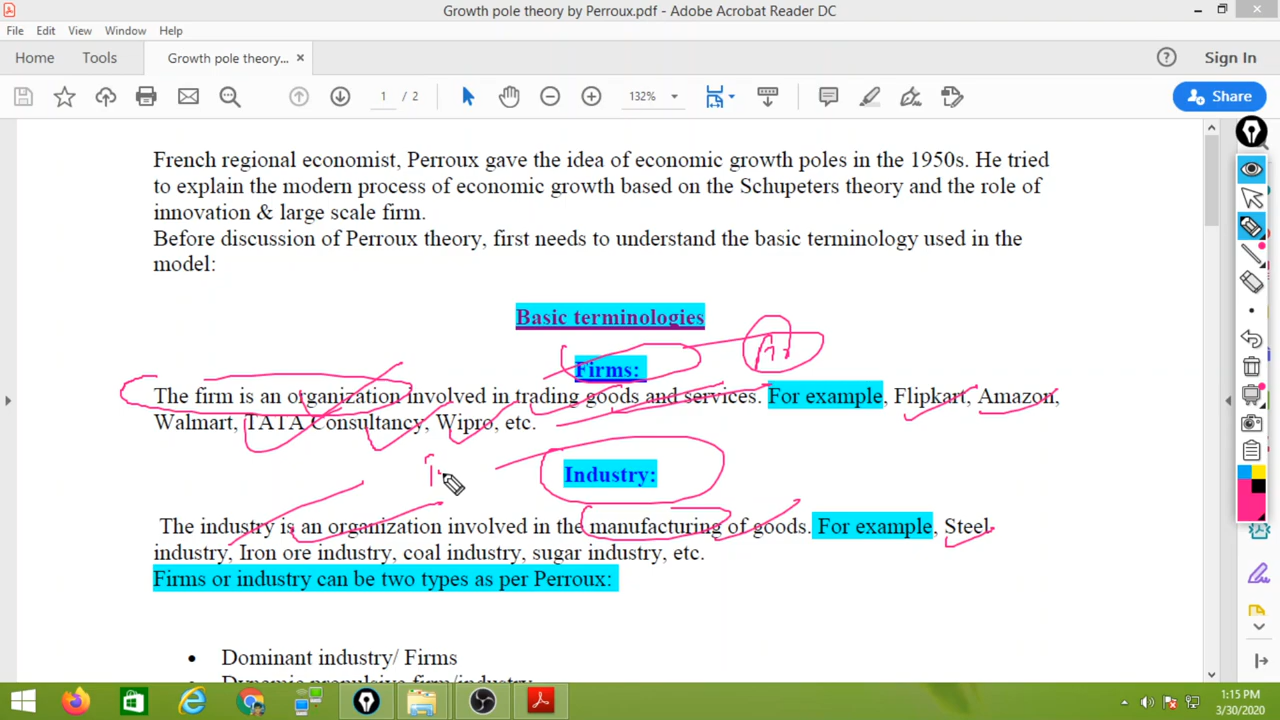 Growth pole theory by Perroux.pdf - Adobe Acrobat Reader DC
File Edit View Window Help
Home Tools Growth pole theory... × Sign In
1 / 2 132% Share
French regional economist, Perroux gave the idea of economic growth poles in the 1950s. He tried
to explain the modern process of economic growth based on the Schupeters theory and the role of
innovation & large scale firm.
Before discussion of Perroux theory, first needs to understand the basic terminology used in the
model:
Basic terminologies
Firms:
The firm is an organization involved in trading goods and services. For example, Flipkart, Amazon,
Walmart, TATA Consultancy, Wipro, etc.
Industry:
The industry is an organization involved in the manufacturing of goods. For example, Steel
industry, Iron ore industry, coal industry, sugar industry, etc.
Firms or industry can be two types as per Perroux:
• Dominant industry/ Firms
• Dynamic propulsive firm/industry
1:15 PM
3/30/2020